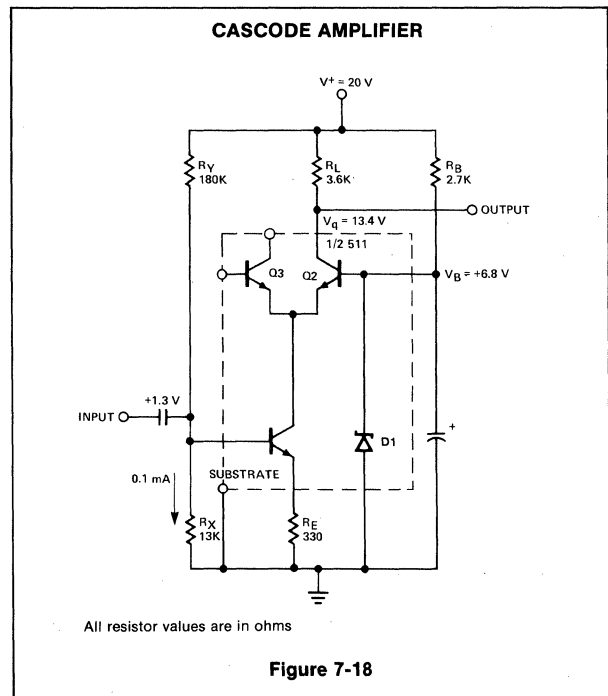 CASCODE AMPLIFIER
V+ = 20 V
RY
180K
RL
3.6K
RB
2.7K
OUTPUT
Vq = 13.4 V
1/2 511
Q3
Q2
VB = +6.8 V
+1.3 V
INPUT
+
D1
SUBSTRATE
0.1 mA
RX
13K
RE
330
All resistor values are in ohms
Figure 7-18